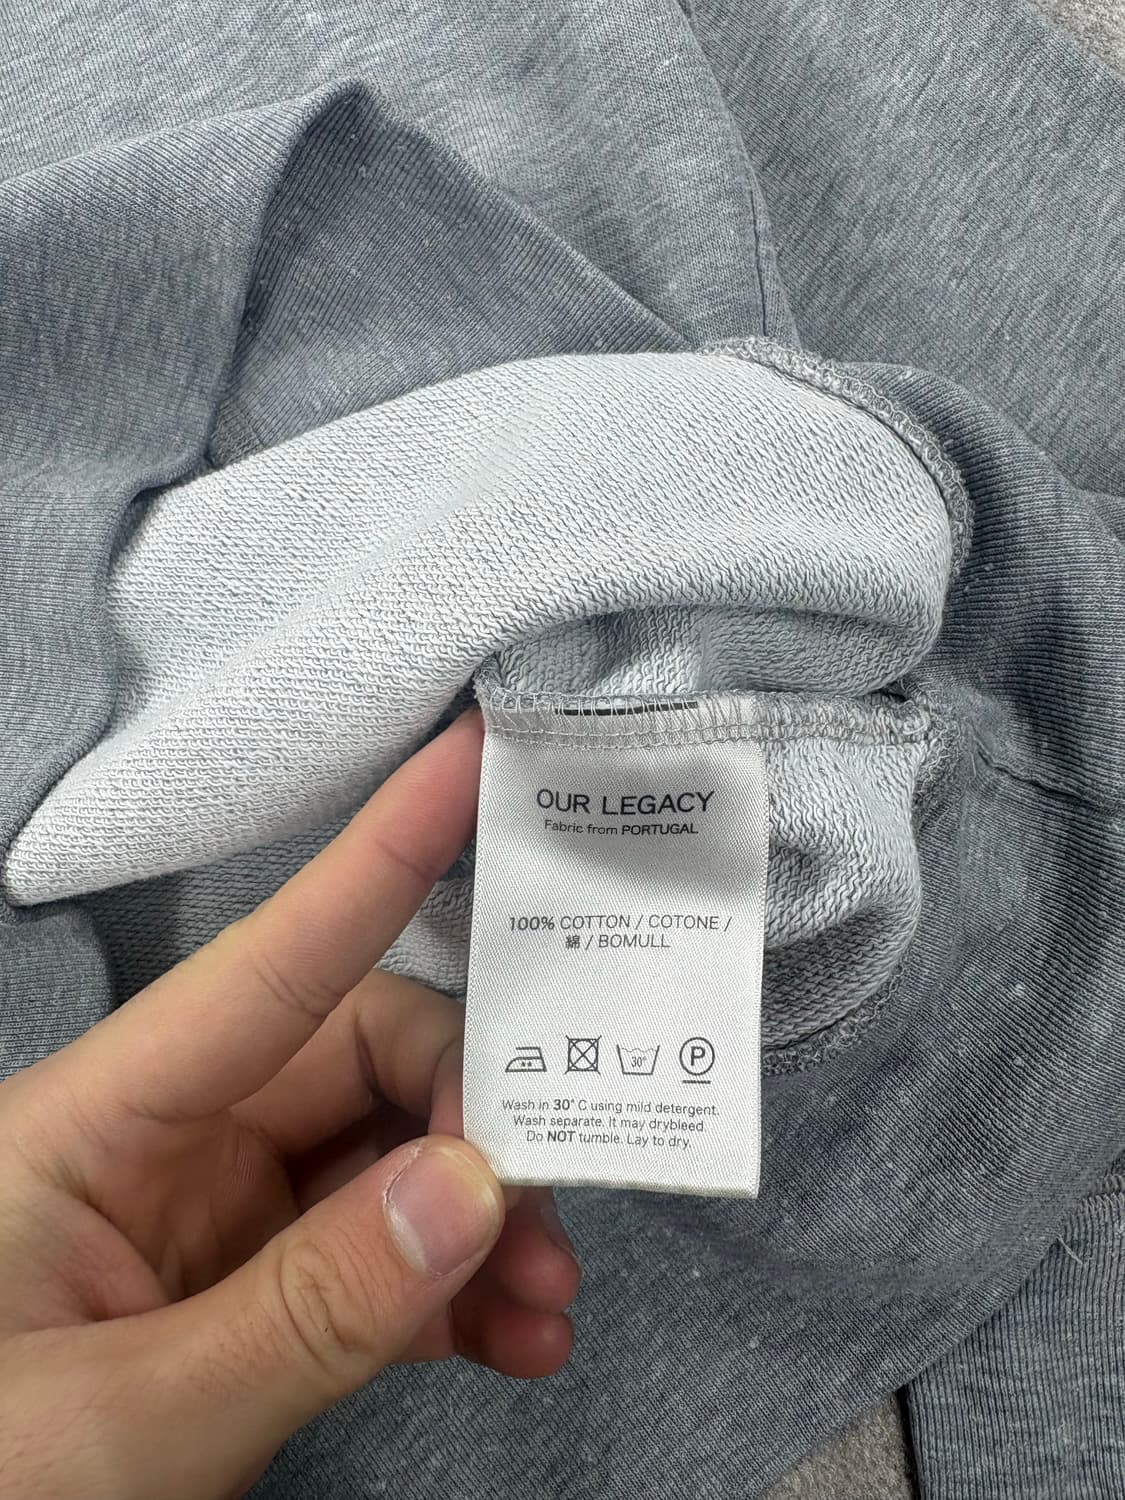 OUR LEGACY
Fabric from PORTUGAL
100% COTTON / COTONE /
綿 / BOMULL
30°
P
Wash in 30° C using mild detergent.
Wash separate. It may drybleed.
Do NOT tumble. Lay to dry.